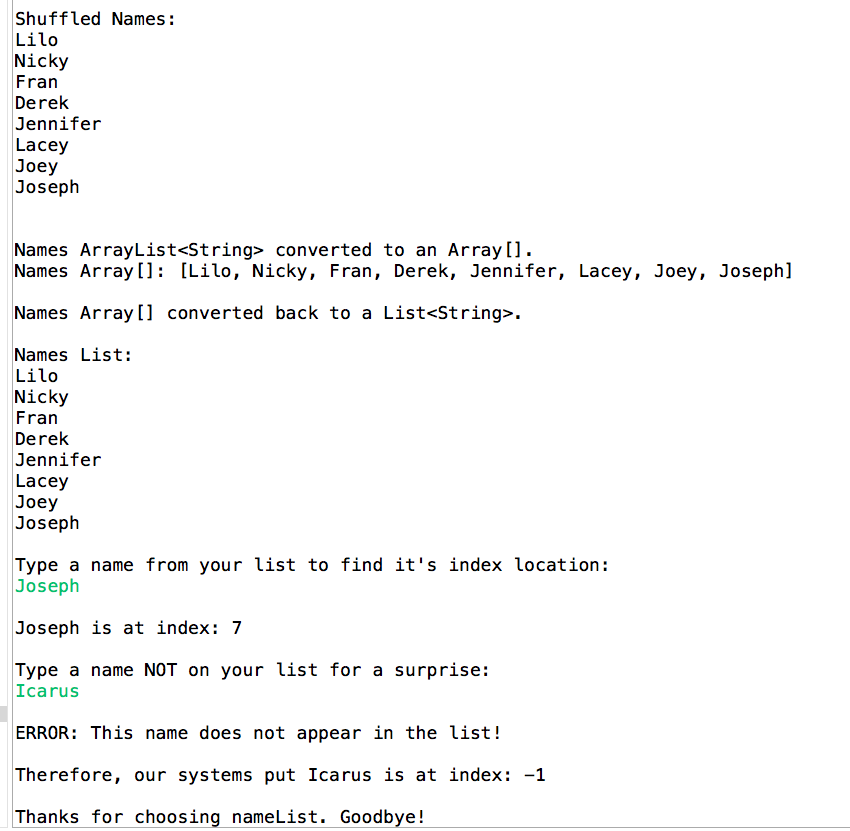 Shuffled Names:
Lilo
Nicky
Fran
Derek
Jennifer
Lacey
Joey
Joseph
Names ArrayList<String> converted to an Array[].
Names Array[]: [Lilo, Nicky, Fran, Derek, Jennifer, Lacey, Joey, Joseph]
Names Array[] converted back to a List<String>.
Names List:
Lilo
Nicky
Fran
Derek
Jennifer
Lacey
Joey
Joseph
Type a name from your list to find it's index location:
Joseph
Joseph is at index: 7
Type a name NOT on your list for a surprise:
Icarus
ERROR: This name does not appear in the list!
Therefore, our systems put Icarus is at index: -1
Thanks for choosing nameList. Goodbye!